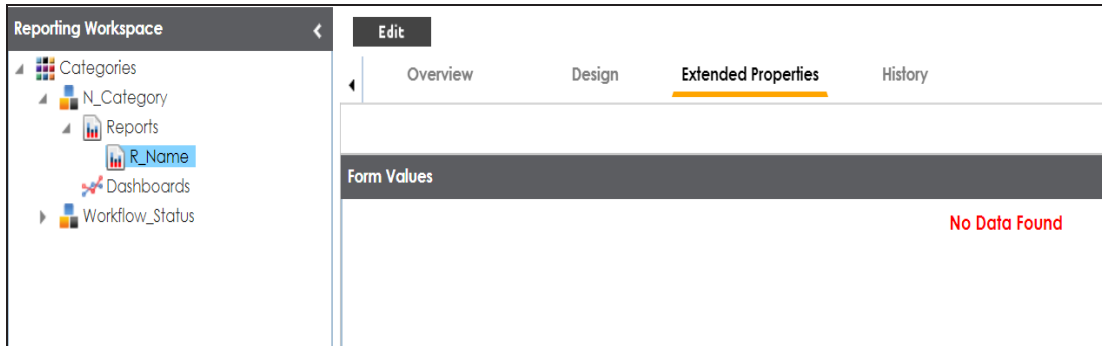 Reporting Workspace
Edit
Categories
N_Category
Reports
R_Name
Dashboards
Workflow_Status
Overview
Design
Extended Properties
History
Form Values
No Data Found